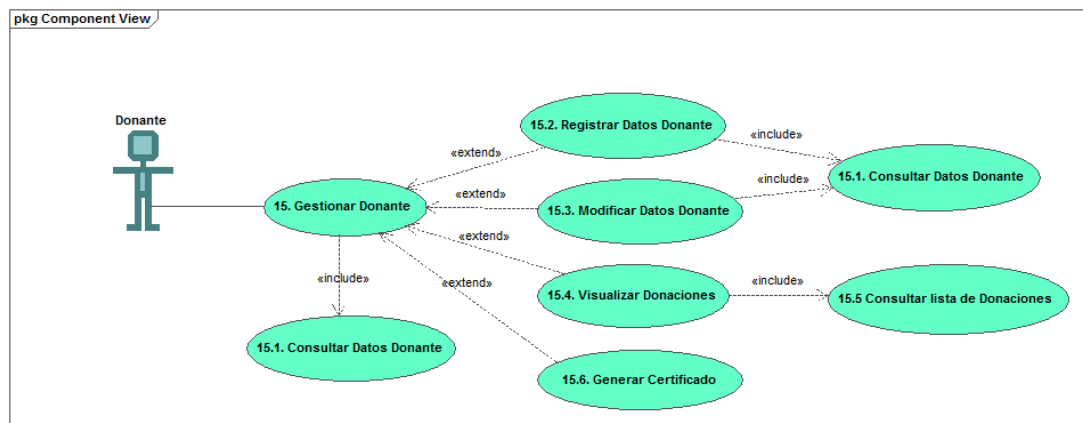 pkg Component View
Donante
15.2. Registrar Datos Donante
«include»
«extend»
15.1. Consultar Datos Donante
«include»
«extend»
15. Gestionar Donante
15.3. Modificar Datos Donante
«extend»
«include»
«include»
«extend»
15.4. Visualizar Donaciones
15.5 Consultar lista de Donaciones
15.1. Consultar Datos Donante
15.6. Generar Certificado